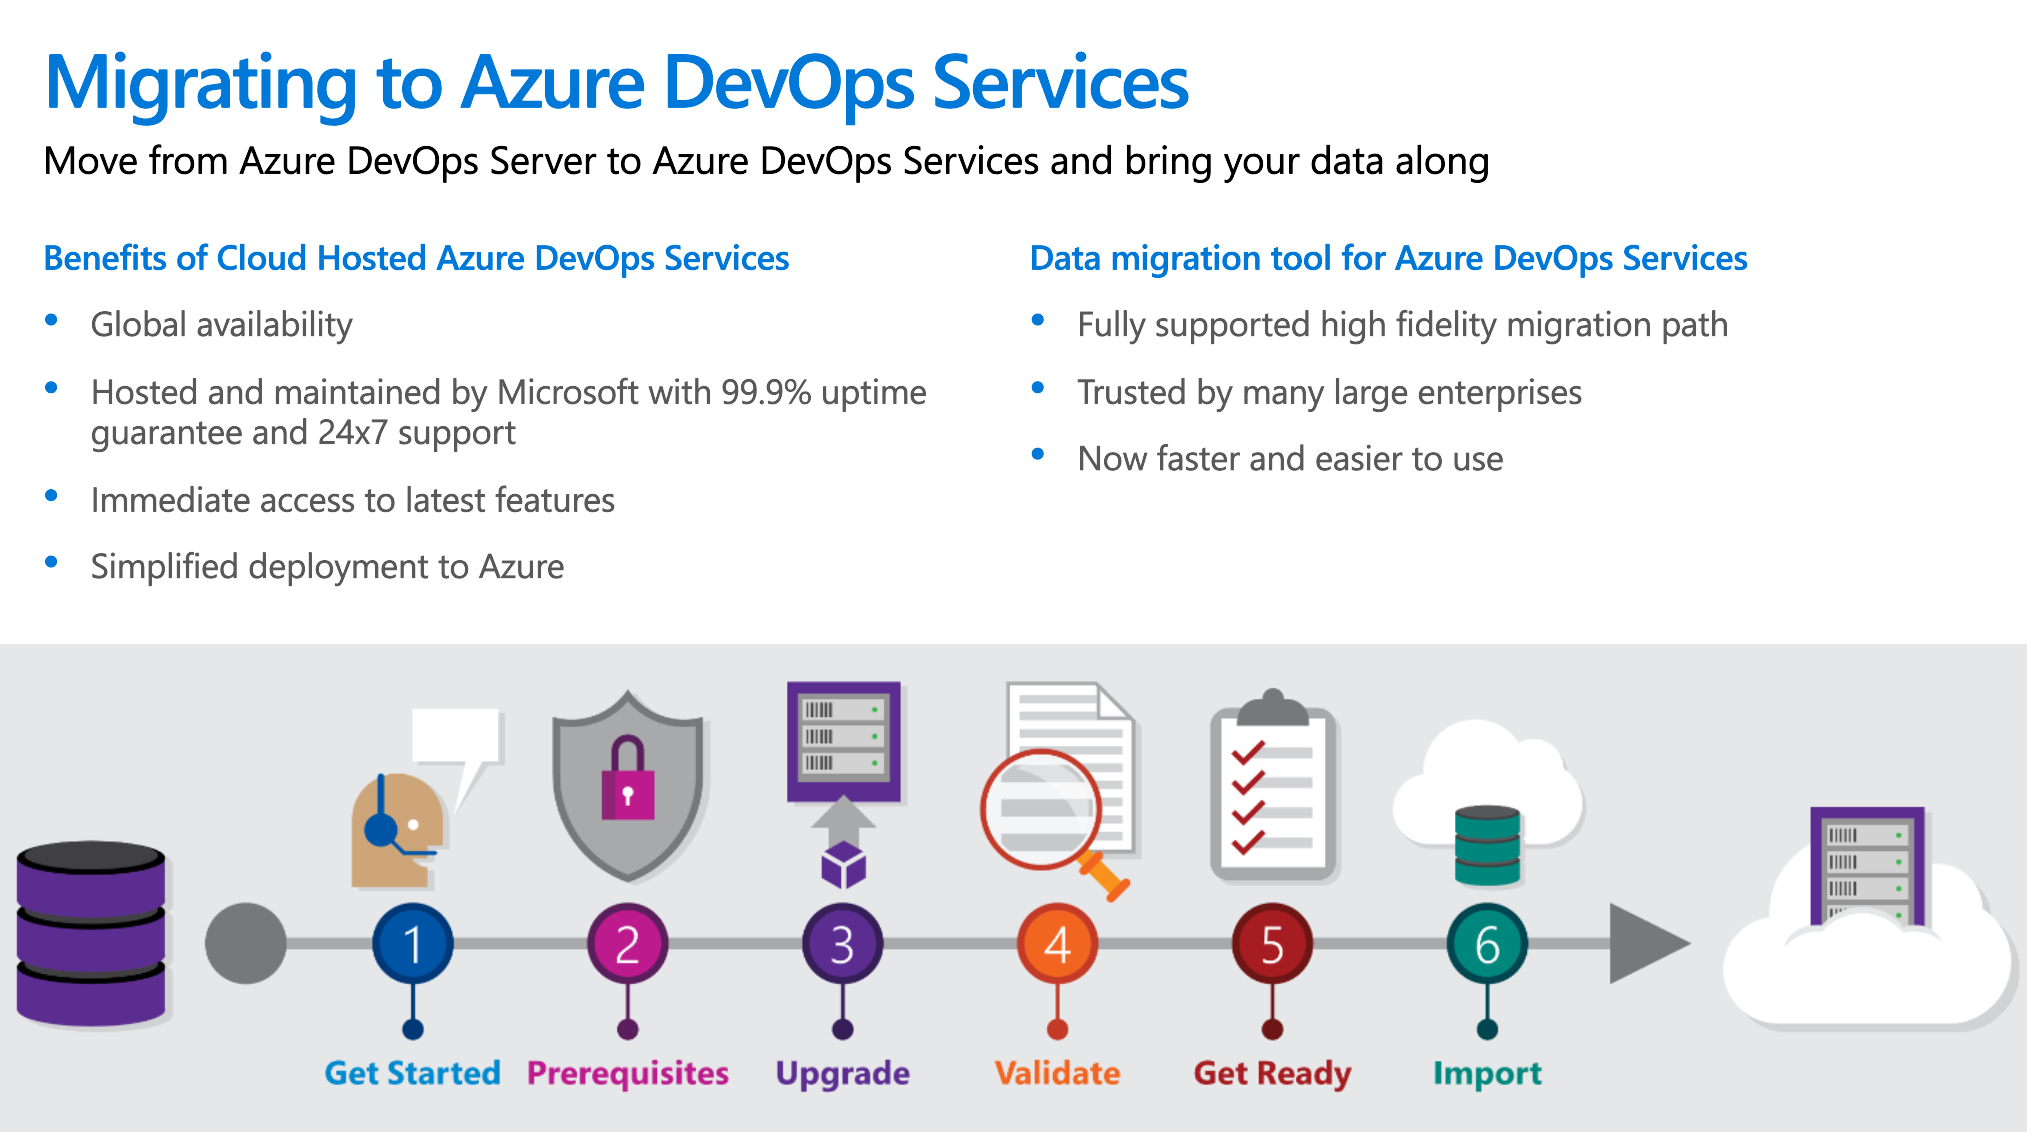 Migrating to Azure DevOps Services
Move from Azure DevOps Server to Azure DevOps Services and bring your data along
Benefits of Cloud Hosted Azure DevOps Services
• Global availability
• Hosted and maintained by Microsoft with 99.9% uptime
guarantee and 24x7 support
• Immediate access to latest features
• Simplified deployment to Azure
Data migration tool for Azure DevOps Services
• Fully supported high fidelity migration path
• Trusted by many large enterprises
• Now faster and easier to use
1 2 3 4 5 6
Get Started Prerequisites Upgrade Validate Get Ready Import